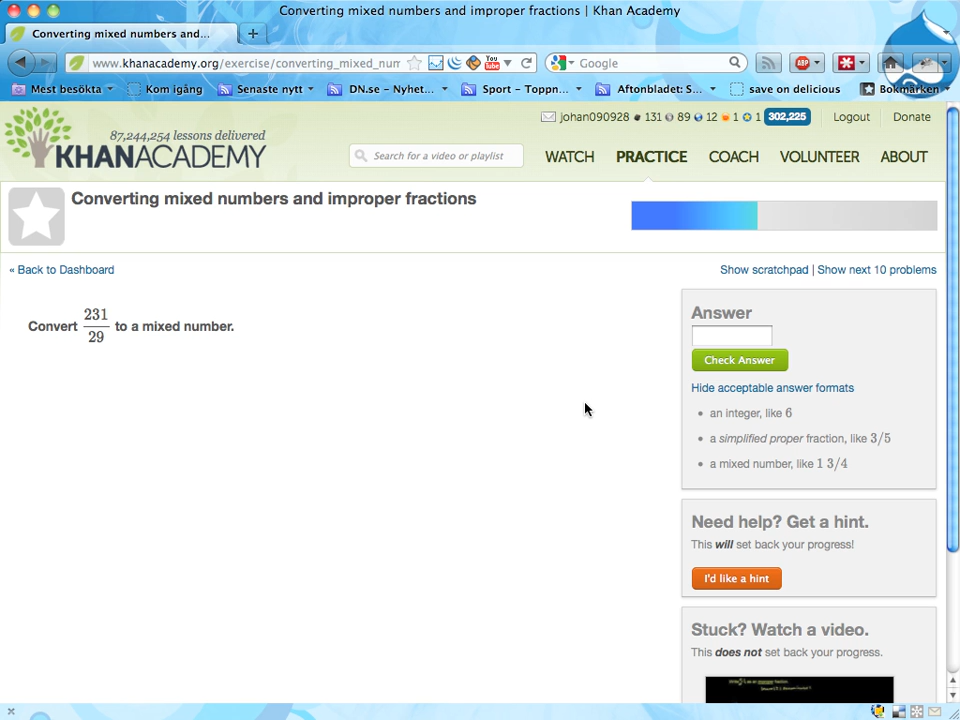 Converting mixed numbers and improper fractions | Khan Academy
Converting mixed numbers and...
www.khanacademy.org/exercise/converting_mixed_num
You Tube
Google
ABP
Mest besökta
Kom igång
Senaste nytt
DN.se – Nyhet...
Sport – Toppn...
Aftonbladet: S...
save on delicious
Bokmärken
87,244,254 lessons delivered
KHANACADEMY
johan090928 131 89 12 1 1 302,225 Logout Donate
Search for a video or playlist
WATCH PRACTICE COACH VOLUNTEER ABOUT
Converting mixed numbers and improper fractions
« Back to Dashboard
Show scratchpad | Show next 10 problems
Convert 231/29 to a mixed number.
Answer
Check Answer
Hide acceptable answer formats
• an integer, like 6
• a simplified proper fraction, like 3/5
• a mixed number, like 1 3/4
Need help? Get a hint.
This will set back your progress!
I'd like a hint
Stuck? Watch a video.
This does not set back your progress.